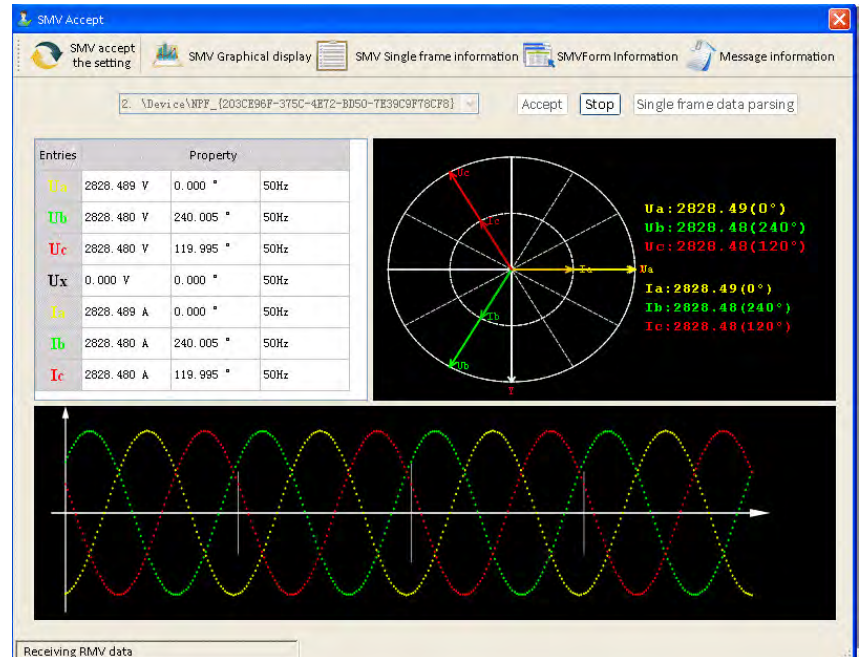 SMV Accept
SMV accept the setting
SMV Graphical display
SMV Single frame information
SMVForm Information
Message information
2. \Device\NPF_{203CE96F-375C-4E72-BD50-7E39C9F78CF8}
Accept
Stop
Single frame data parsing
Entries Property
Ua 2828.489 V 0.000 ° 50Hz
Ub 2828.480 V 240.005 ° 50Hz
Uc 2828.480 V 119.995 ° 50Hz
Ux 0.000 V 0.000 ° 50Hz
Ia 2828.489 A 0.000 ° 50Hz
Ib 2828.480 A 240.005 ° 50Hz
Ic 2828.480 A 119.995 ° 50Hz
Uc
Ic
Ia
Ua
Ib
Ub
I
Ua:2828.49(0°)
Ub:2828.48(240°)
Uc:2828.48(120°)
Ia:2828.49(0°)
Ib:2828.48(240°)
Ic:2828.48(120°)
Receiving RMV data